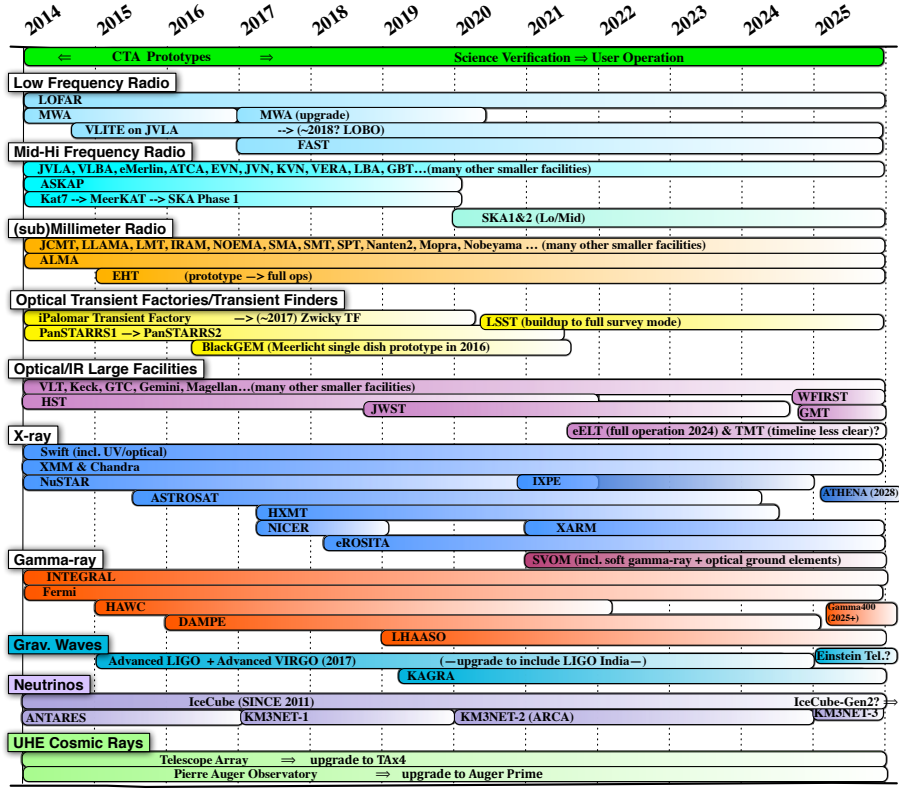 2014 2015 2016 2017 2018 2019 2020 2021 2022 2023 2024 2025
⇐ CTA Prototypes ⇒ Science Verification ⇒ User Operation
Low Frequency Radio
LOFAR
MWA MWA (upgrade)
VLITE on JVLA --> (~2018? LOBO)
FAST
Mid-Hi Frequency Radio
JVLA, VLBA, eMerlin, ATCA, EVN, JVN, KVN, VERA, LBA, GBT…(many other smaller facilities)
ASKAP
Kat7 --> MeerKAT --> SKA Phase 1
SKA1&2 (Lo/Mid)
(sub)Millimeter Radio
JCMT, LLAMA, LMT, IRAM, NOEMA, SMA, SMT, SPT, Nanten2, Mopra, Nobeyama … (many other smaller facilities)
ALMA
EHT (prototype —> full ops)
Optical Transient Factories/Transient Finders
iPalomar Transient Factory —> (~2017) Zwicky TF
LSST (buildup to full survey mode)
PanSTARRS1 —> PanSTARRS2
BlackGEM (Meerlicht single dish prototype in 2016)
Optical/IR Large Facilities
VLT, Keck, GTC, Gemini, Magellan…(many other smaller facilities)
HST WFIRST
JWST GMT
eELT (full operation 2024) & TMT (timeline less clear)?
X-ray
Swift (incl. UV/optical)
XMM & Chandra
NuSTAR IXPE
ASTROSAT ATHENA (2028)
HXMT
NICER XARM
eROSITA
Gamma-ray
SVOM (incl. soft gamma-ray + optical ground elements)
INTEGRAL
Fermi
HAWC Gamma400
(2025+)
DAMPE
LHAASO
Grav. Waves
Advanced LIGO + Advanced VIRGO (2017) (—upgrade to include LIGO India—) Einstein Tel.?
KAGRA
Neutrinos
IceCube (SINCE 2011) IceCube-Gen2? ⇒
ANTARES KM3NET-1 KM3NET-2 (ARCA) KM3NET-3
UHE Cosmic Rays
Telescope Array ⇒ upgrade to TAx4
Pierre Auger Observatory ⇒ upgrade to Auger Prime